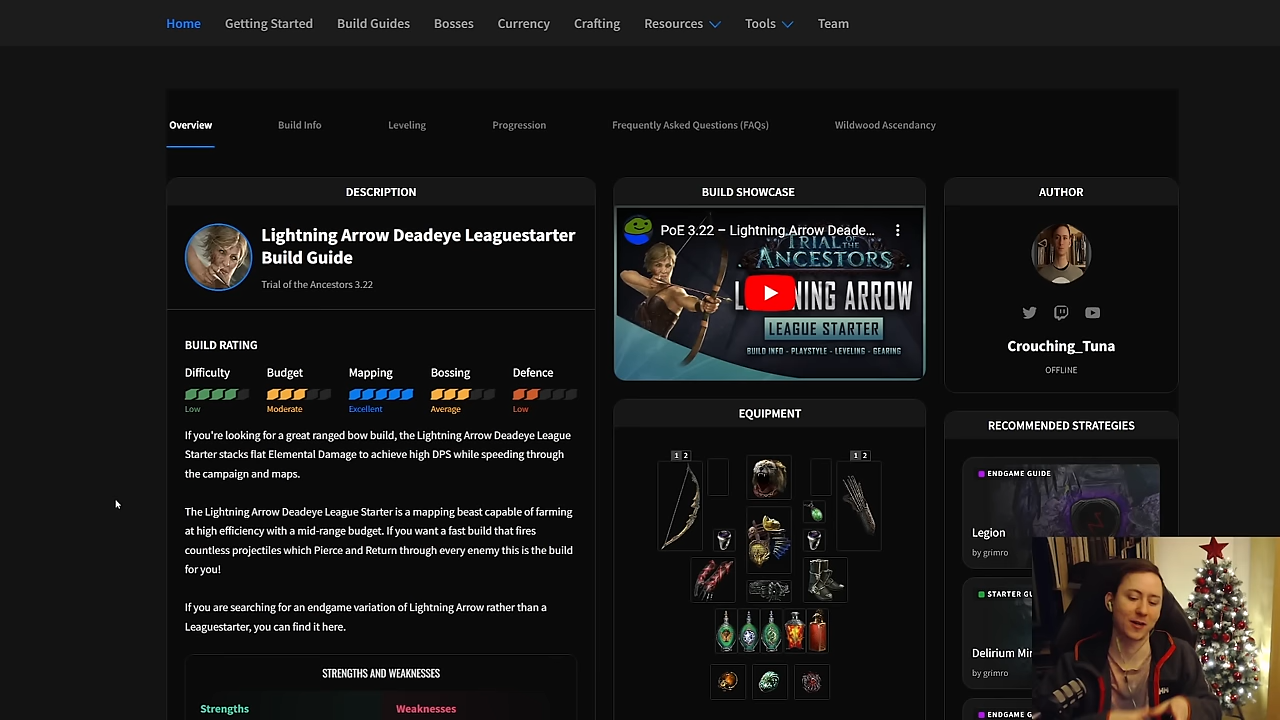 Home Getting Started Build Guides Bosses Currency Crafting Resources Tools Team
Overview Build Info Leveling Progression Frequently Asked Questions (FAQs) Wildwood Ascendancy
DESCRIPTION
Lightning Arrow Deadeye Leaguestarter
Build Guide
Trial of the Ancestors 3.22
BUILD RATING
Difficulty Budget Mapping Bossing Defence
Low Moderate Excellent Average Low
If you're looking for a great ranged bow build, the Lightning Arrow Deadeye League
Starter stacks flat Elemental Damage to achieve high DPS while speeding through
the campaign and maps.
The Lightning Arrow Deadeye League Starter is a mapping beast capable of farming
at high efficiency with a mid-range budget. If you want a fast build that fires
countless projectiles which Pierce and Return through every enemy this is the build
for you!
If you are searching for an endgame variation of Lightning Arrow rather than a
Leaguestarter, you can find it here.
STRENGTHS AND WEAKNESSES
Strengths Weaknesses
BUILD SHOWCASE
PoE 3.22 – Lightning Arrow Deade...
TRIAL OF THE
ANCESTORS
NING ARROW
LEAGUE STARTER
BUILD INFO - PLAYSTYLE - LEVELING - GEARING
EQUIPMENT
1 2 1 2
AUTHOR
Crouching_Tuna
OFFLINE
RECOMMENDED STRATEGIES
ENDGAME GUIDE
Legion
by grimro
STARTER GU
Delirium Mir
by grimro
ENDGAME G